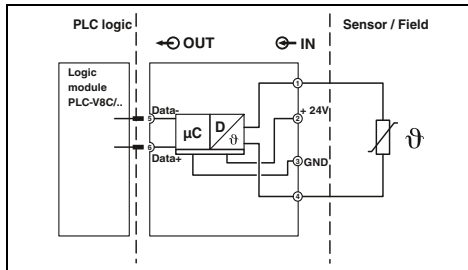 PLC logic
OUT
IN
Sensor / Field
Logic
module
PLC-V8C/..
1
+ 24V
Data-
5
2
µC
D
ϑ
ϑ
6
Data+
3
GND
4